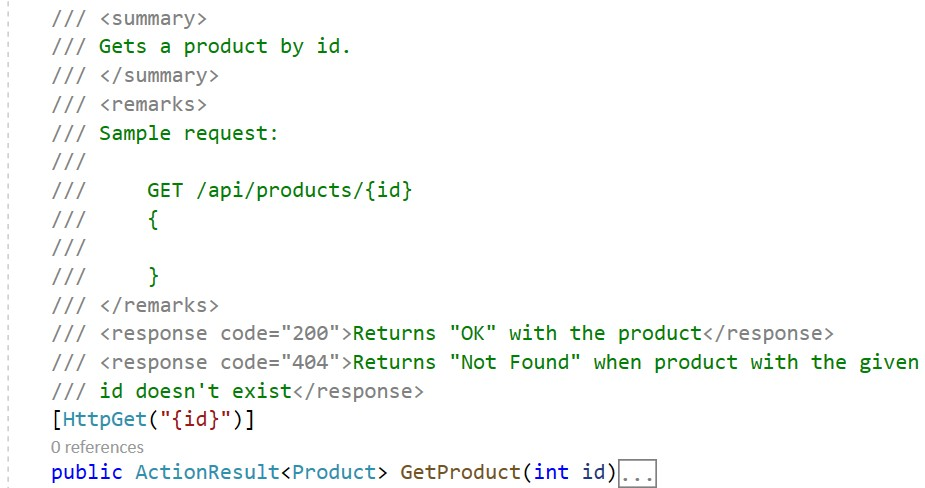 /// <summary>
/// Gets a product by id.
/// </summary>
/// <remarks>
/// Sample request:
///
///     GET /api/products/{id}
///     {
///
///     }
/// </remarks>
/// <response code="200">Returns "OK" with the product</response>
/// <response code="404">Returns "Not Found" when product with the given
/// id doesn't exist</response>
[HttpGet("{id}")]
0 references
public ActionResult<Product> GetProduct(int id)...